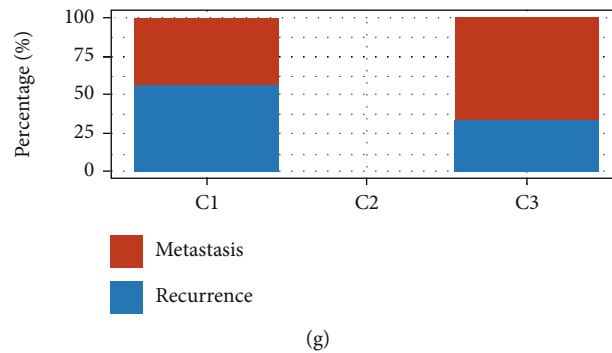 Percentage (%)
100
75
50
25
0
C1 C2 C3
Metastasis
Recurrence
(g)